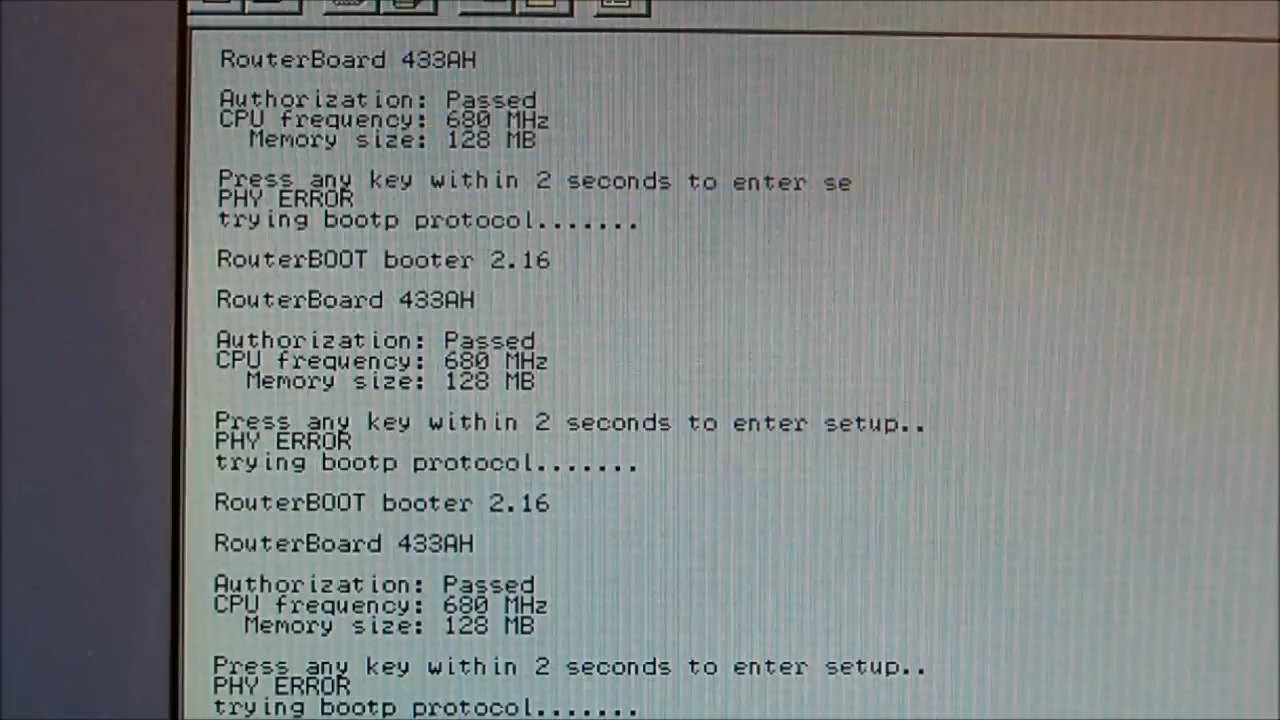 RouterBoard 433AH
Authorization: Passed
CPU frequency: 680 MHz
Memory size: 128 MB
Press any key within 2 seconds to enter se
PHY ERROR
trying bootp protocol.......
RouterBOOT booter 2.16
RouterBoard 433AH
Authorization: Passed
CPU frequency: 680 MHz
Memory size: 128 MB
Press any key within 2 seconds to enter setup..
PHY ERROR
trying bootp protocol.......
RouterBOOT booter 2.16
RouterBoard 433AH
Authorization: Passed
CPU frequency: 680 MHz
Memory size: 128 MB
Press any key within 2 seconds to enter setup..
PHY ERROR
trying bootp protocol.......